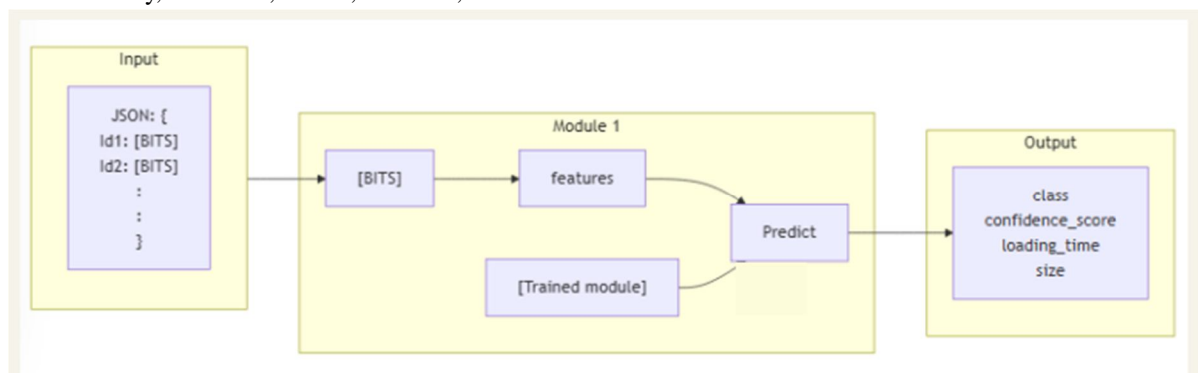 Input
JSON: {
Id1: [BITS]
Id2: [BITS]
:
:
}
Module 1
[BITS]
features
Predict
[Trained module]
Output
class
confidence_score
loading_time
size